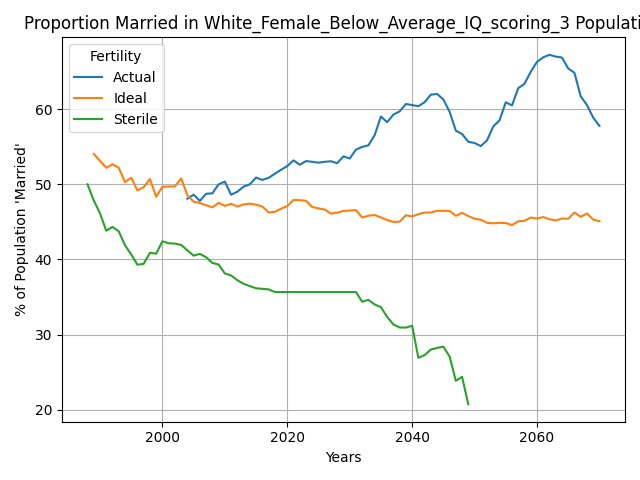 Proportion Married in White_Female_Below_Average_IQ_scoring_3 Populati
Fertility
Actual
Ideal
Sterile
% of Population 'Married'
60
50
40
30
20
2000
2020
2040
2060
Years